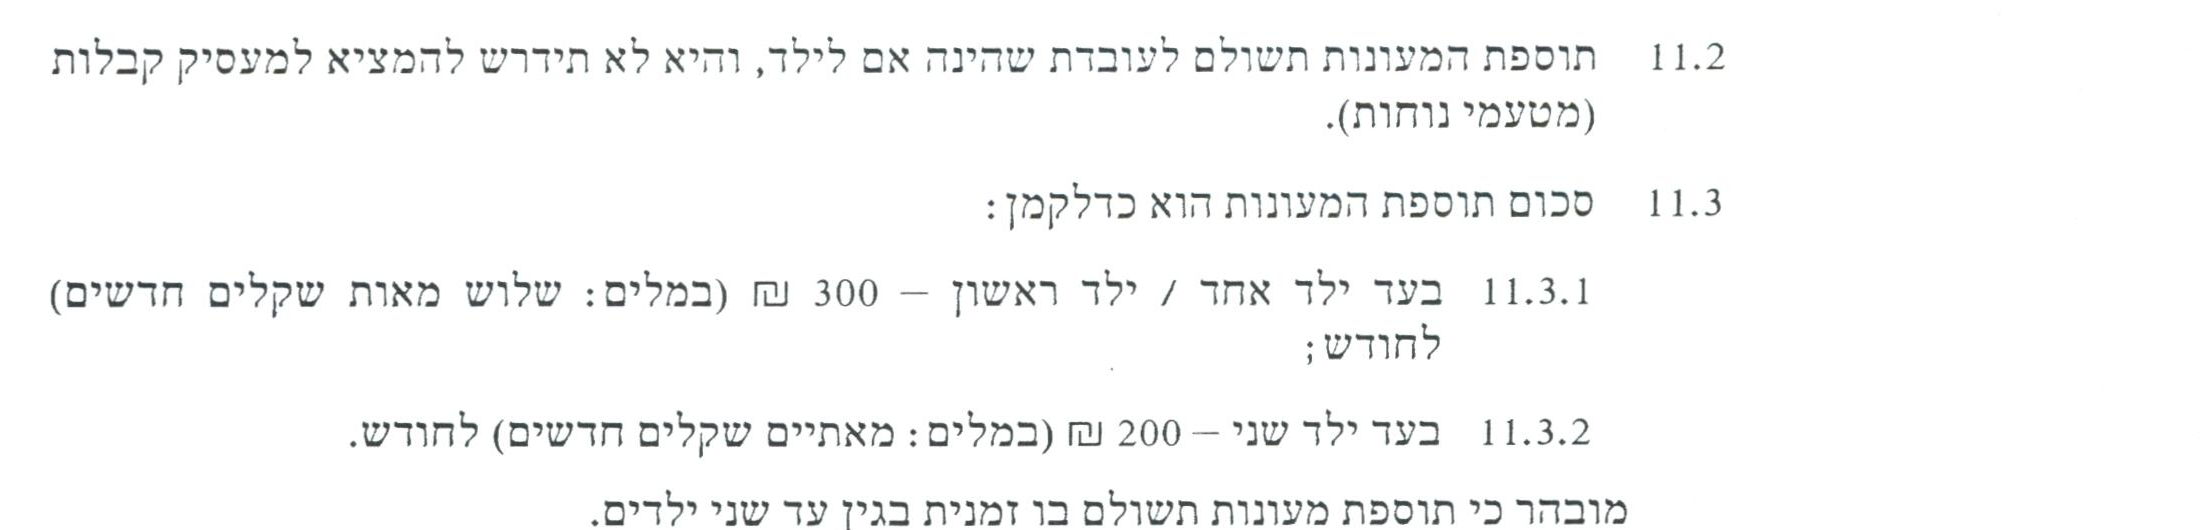 11.2 תוספת המעונות תשולם לעובדת שהינה אם לילד, והיא לא תידרש להמציא למעסיק קבלות
(מטעמי נוחות).
11.3 סכום תוספת המעונות הוא כדלקמן:
11.3.1 בעד ילד אחד / ילד ראשון – 300 ₪ (במלים: שלוש מאות שקלים חדשים)
לחודש;
11.3.2 בעד ילד שני – 200 ₪ (במלים: מאתיים שקלים חדשים) לחודש.
מובהר כי תוספת מעונות תשולם בו זמנית בגין עד שני ילדים.